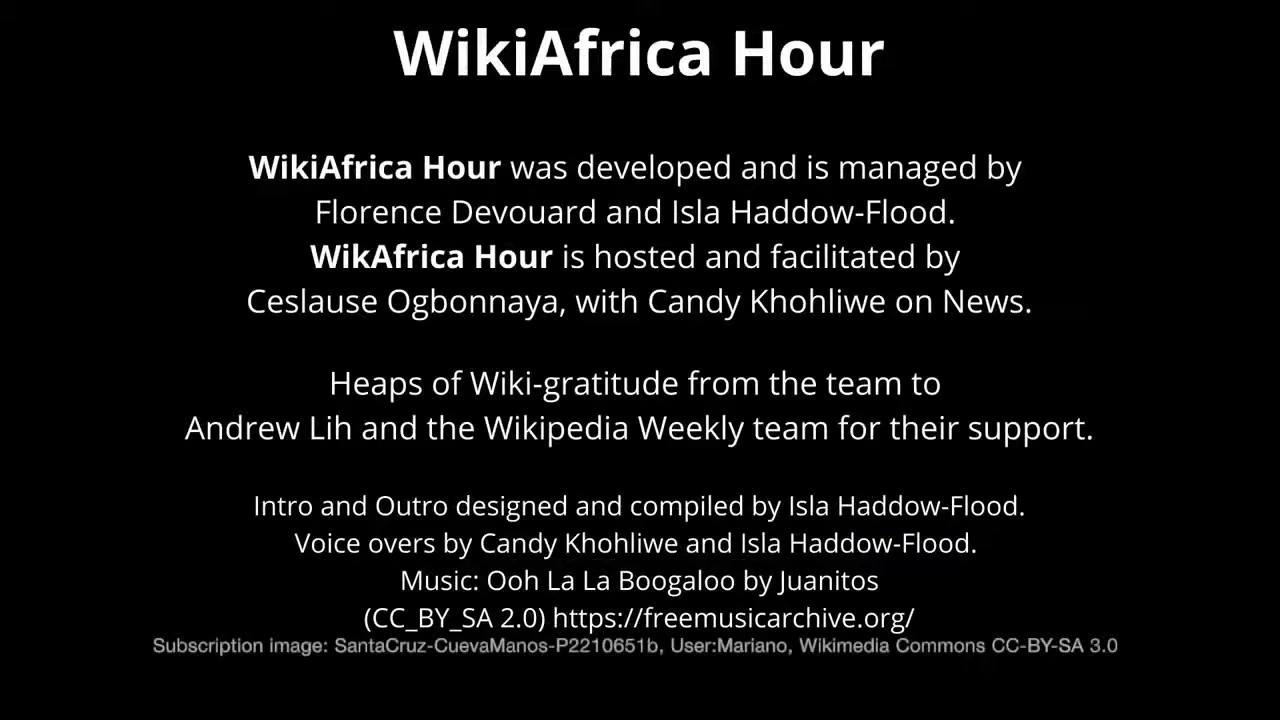 WikiAfrica Hour
WikiAfrica Hour was developed and is managed by
Florence Devouard and Isla Haddow-Flood.
WikAfrica Hour is hosted and facilitated by
Ceslause Ogbonnaya, with Candy Khohliwe on News.
Heaps of Wiki-gratitude from the team to
Andrew Lih and the Wikipedia Weekly team for their support.
Intro and Outro designed and compiled by Isla Haddow-Flood.
Voice overs by Candy Khohliwe and Isla Haddow-Flood.
Music: Ooh La La Boogaloo by Juanitos
(CC_BY_SA 2.0) https://freemusicarchive.org/
Subscription image: SantaCruz-CuevaManos-P2210651b, User:Mariano, Wikimedia Commons CC-BY-SA 3.0